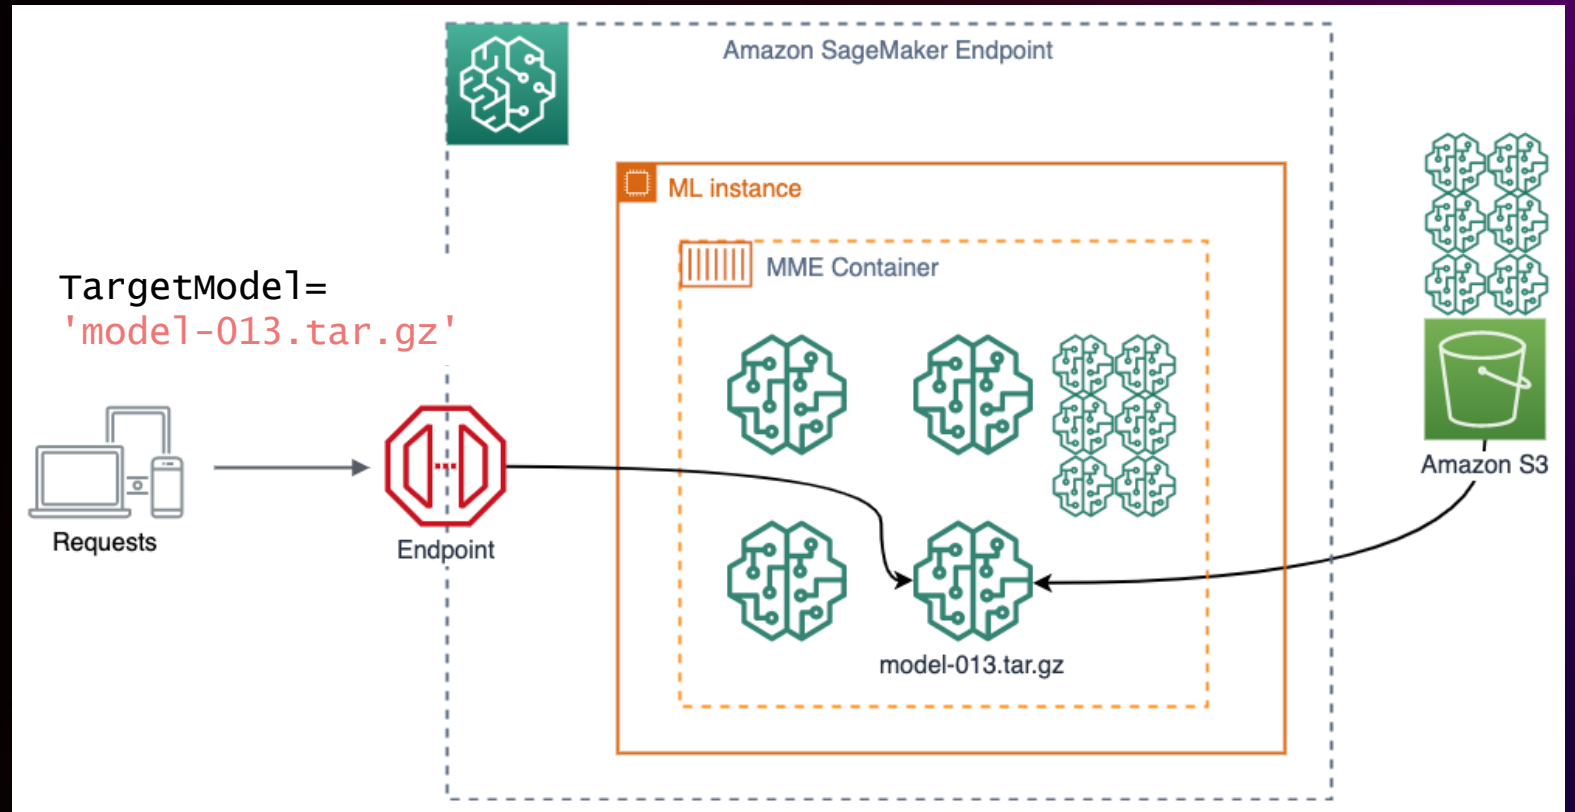 Amazon SageMaker Endpoint
ML instance
MME Container
TargetModel=
'model-013.tar.gz'
Requests
Endpoint
model-013.tar.gz
Amazon S3